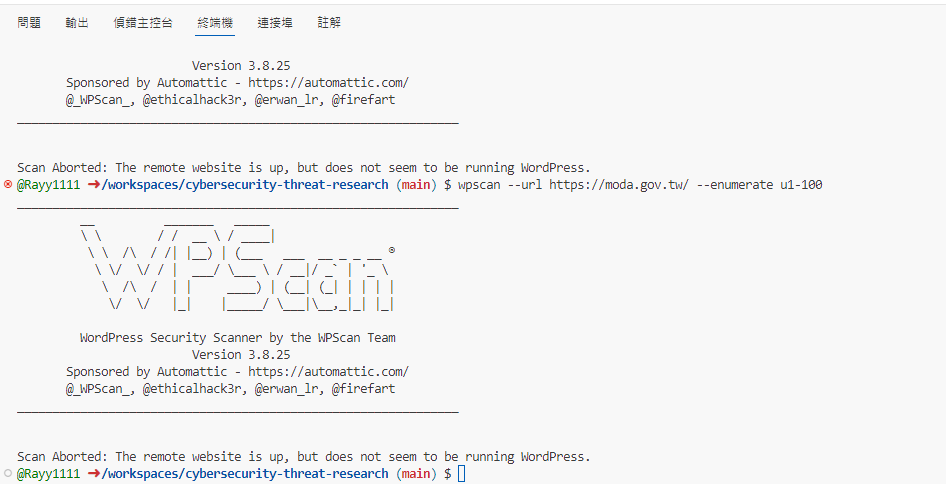 問題 輸出 偵錯主控台 終端機 連接埠 註解
Version 3.8.25
Sponsored by Automattic - https://automattic.com/
@_WPScan_, @ethicalhack3r, @erwan_lr, @firefart
Scan Aborted: The remote website is up, but does not seem to be running WordPress.
@Rayy1111 ➜/workspaces/cybersecurity-threat-research (main) $ wpscan --url https://moda.gov.tw/ --enumerate u1-100
WPScan ®
WordPress Security Scanner by the WPScan Team
Version 3.8.25
Sponsored by Automattic - https://automattic.com/
@_WPScan_, @ethicalhack3r, @erwan_lr, @firefart
Scan Aborted: The remote website is up, but does not seem to be running WordPress.
@Rayy1111 ➜/workspaces/cybersecurity-threat-research (main) $